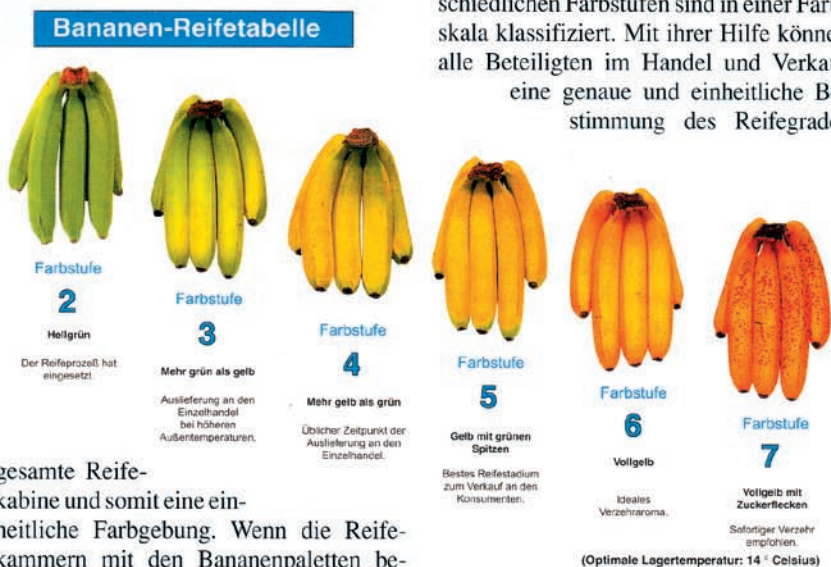 schiedlichen Farbstufen sind in einer Farb
skala klassifiziert. Mit ihrer Hilfe könne
alle Beteiligten im Handel und Verkau
eine genaue und einheitliche B
stimmung des Reifegrade
Bananen-Reifetabelle
Farbstufe
2
Hellgrün
Der Reifeprozeß hat
eingesetzt.
Farbstufe
3
Mehr grün als gelb
Auslieferung an den
Einzelhandel
bei höheren
Außentemperaturen.
Farbstufe
4
Mehr gelb als grün
Üblicher Zeitpunkt der
Auslieferung an den
Einzelhandel.
Farbstufe
5
Gelb mit grünen
Spitzen
Bestes Reifestadium
zum Verkauf an den
Konsumenten.
Farbstufe
6
Vollgelb
Ideales
Verzehraroma.
Farbstufe
7
Vollgelb mit
Zuckerflecken
Sofortiger Verzehr
empfohlen.
(Optimale Lagertemperatur: 14 ° Celsius)
gesamte Reife-
kabine und somit eine ein-
heitliche Farbgebung. Wenn die Reife-
kammern mit den Bananenpaletten be-